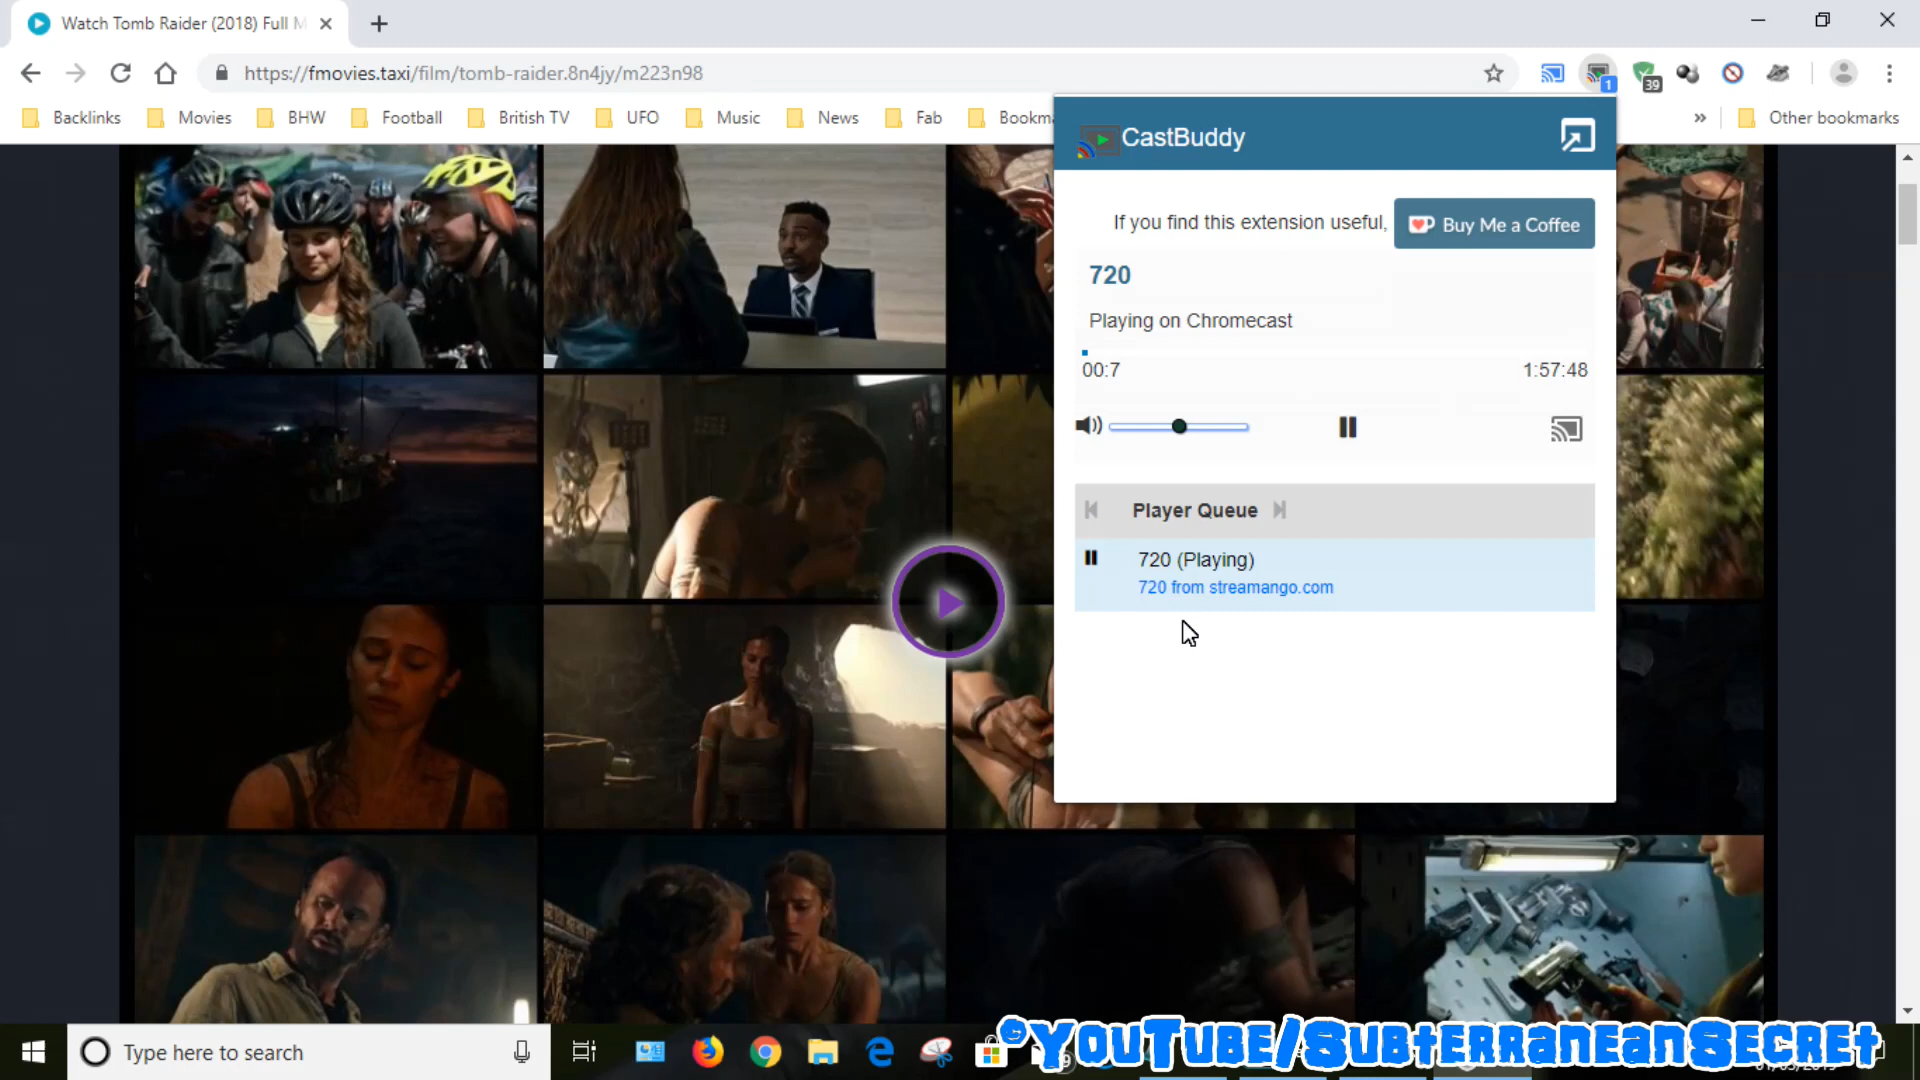 Watch Tomb Raider (2018) Full M
https://fmovies.taxi/film/tomb-raider.8n4jy/m223n98
1
39
Backlinks
Movies
BHW
Football
British TV
UFO
Music
News
Fab
Bookma
»
Other bookmarks
CastBuddy
If you find this extension useful,
Buy Me a Coffee
720
Playing on Chromecast
00:7
1:57:48
Player Queue
720 (Playing)
720 from streamango.com
Type here to search
©YouTube/SubterraneanSecret